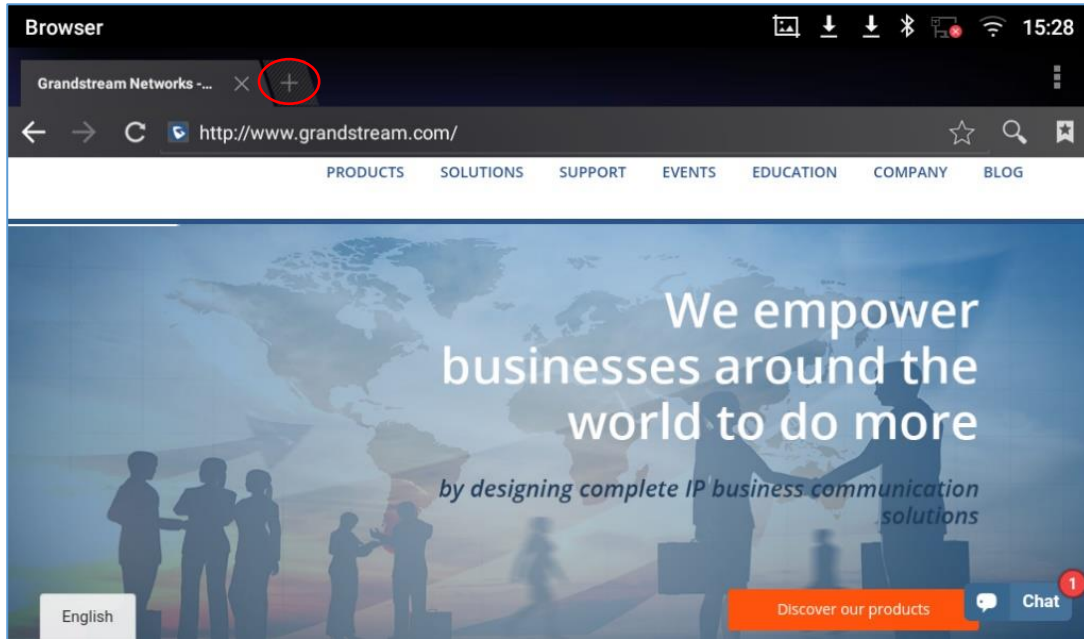 Browser
15:28
Grandstream Networks -...
http://www.grandstream.com/
PRODUCTS SOLUTIONS SUPPORT EVENTS EDUCATION COMPANY BLOG
We empower
businesses around the
world to do more
by designing complete IP business communication
solutions
English
Discover our products
Chat
1